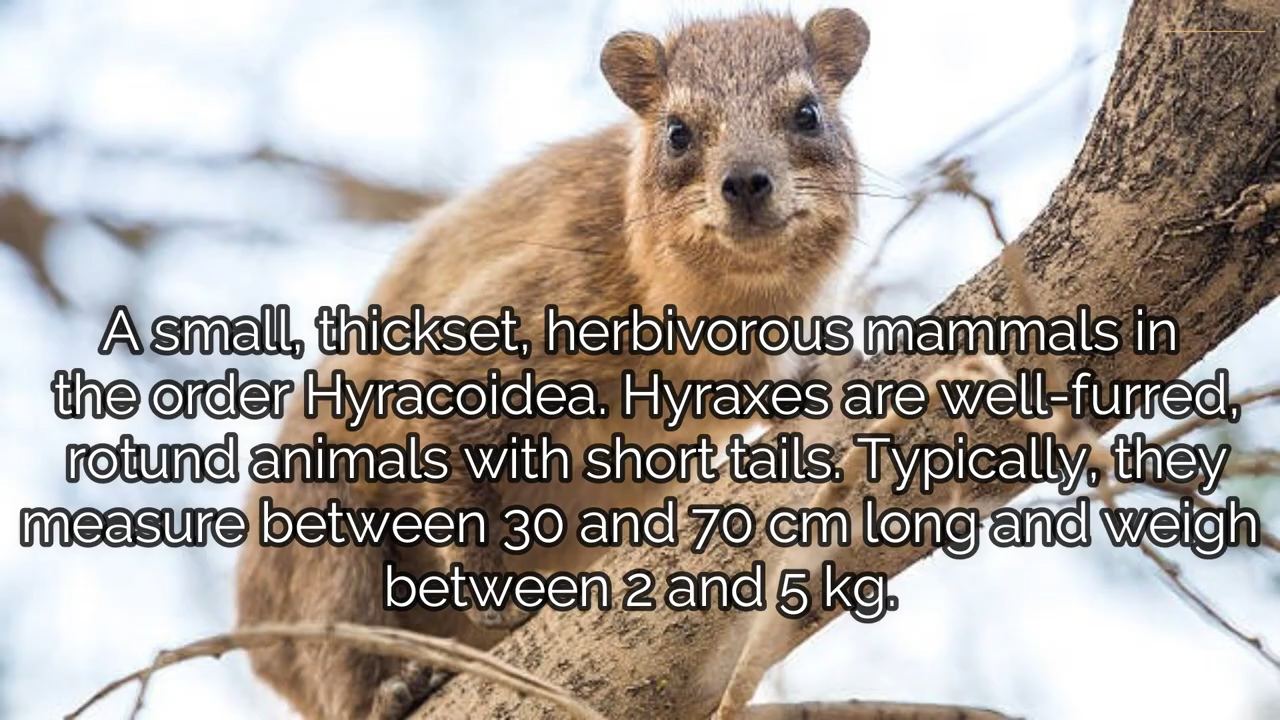 A small, thickset, herbivorous mammals in
the order Hyracoidea. Hyraxes are well-furred,
rotund animals with short tails. Typically, they
measure between 30 and 70 cm long and weigh
between 2 and 5 kg.